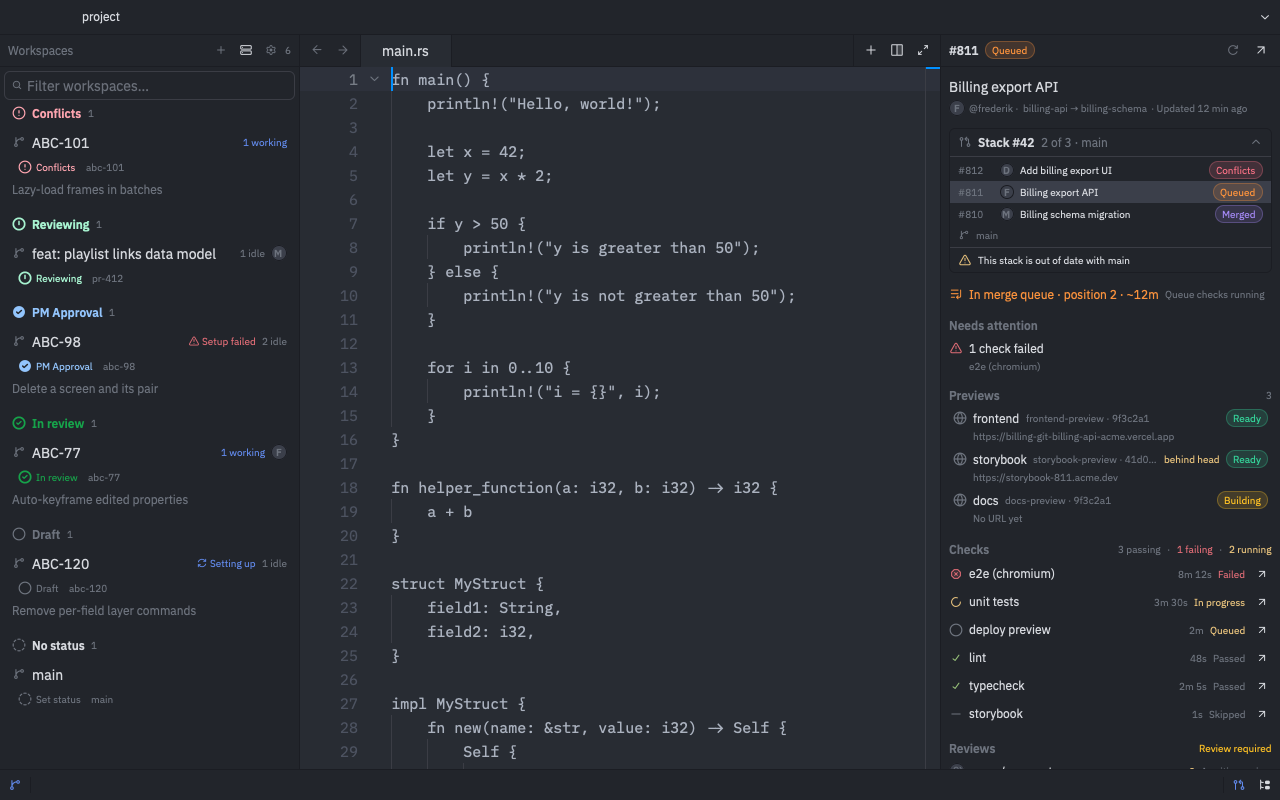 project
Workspaces 6
Filter workspaces...
Conflicts 1
ABC-101 1 working
Conflicts abc-101
Lazy-load frames in batches
Reviewing 1
feat: playlist links data model 1 idle M
Reviewing pr-412
PM Approval 1
ABC-98 Setup failed 2 idle
PM Approval abc-98
Delete a screen and its pair
In review 1
ABC-77 1 working F
In review abc-77
Auto-keyframe edited properties
Draft 1
ABC-120 Setting up 1 idle
Draft abc-120
Remove per-field layer commands
No status 1
main
Set status main
main.rs
1 fn main() {
2 println!("Hello, world!");
3
4 let x = 42;
5 let y = x * 2;
6
7 if y > 50 {
8 println!("y is greater than 50");
9 } else {
10 println!("y is not greater than 50");
11 }
12
13 for i in 0..10 {
14 println!("i = {}", i);
15 }
16 }
17
18 fn helper_function(a: i32, b: i32) -> i32 {
19 a + b
20 }
21
22 struct MyStruct {
23 field1: String,
24 field2: i32,
25 }
26
27 impl MyStruct {
28 fn new(name: &str, value: i32) -> Self {
29 Self {
#811 Queued
Billing export API
F @frederik · billing-api → billing-schema · Updated 12 min ago
Stack #42 2 of 3 · main
#812 D Add billing export UI Conflicts
#811 F Billing export API Queued
#810 M Billing schema migration Merged
main
This stack is out of date with main
In merge queue · position 2 · ~12m Queue checks running
Needs attention
1 check failed
e2e (chromium)
Previews 3
frontend frontend-preview · 9f3c2a1 Ready
https://billing-git-billing-api-acme.vercel.app
storybook storybook-preview · 41d0... behind head Ready
https://storybook-811.acme.dev
docs docs-preview · 9f3c2a1 Building
No URL yet
Checks 3 passing · 1 failing · 2 running
e2e (chromium) 8m 12s Failed
unit tests 3m 30s In progress
deploy preview 2m Queued
lint 48s Passed
typecheck 2m 5s Passed
storybook 1s Skipped
Reviews Review required